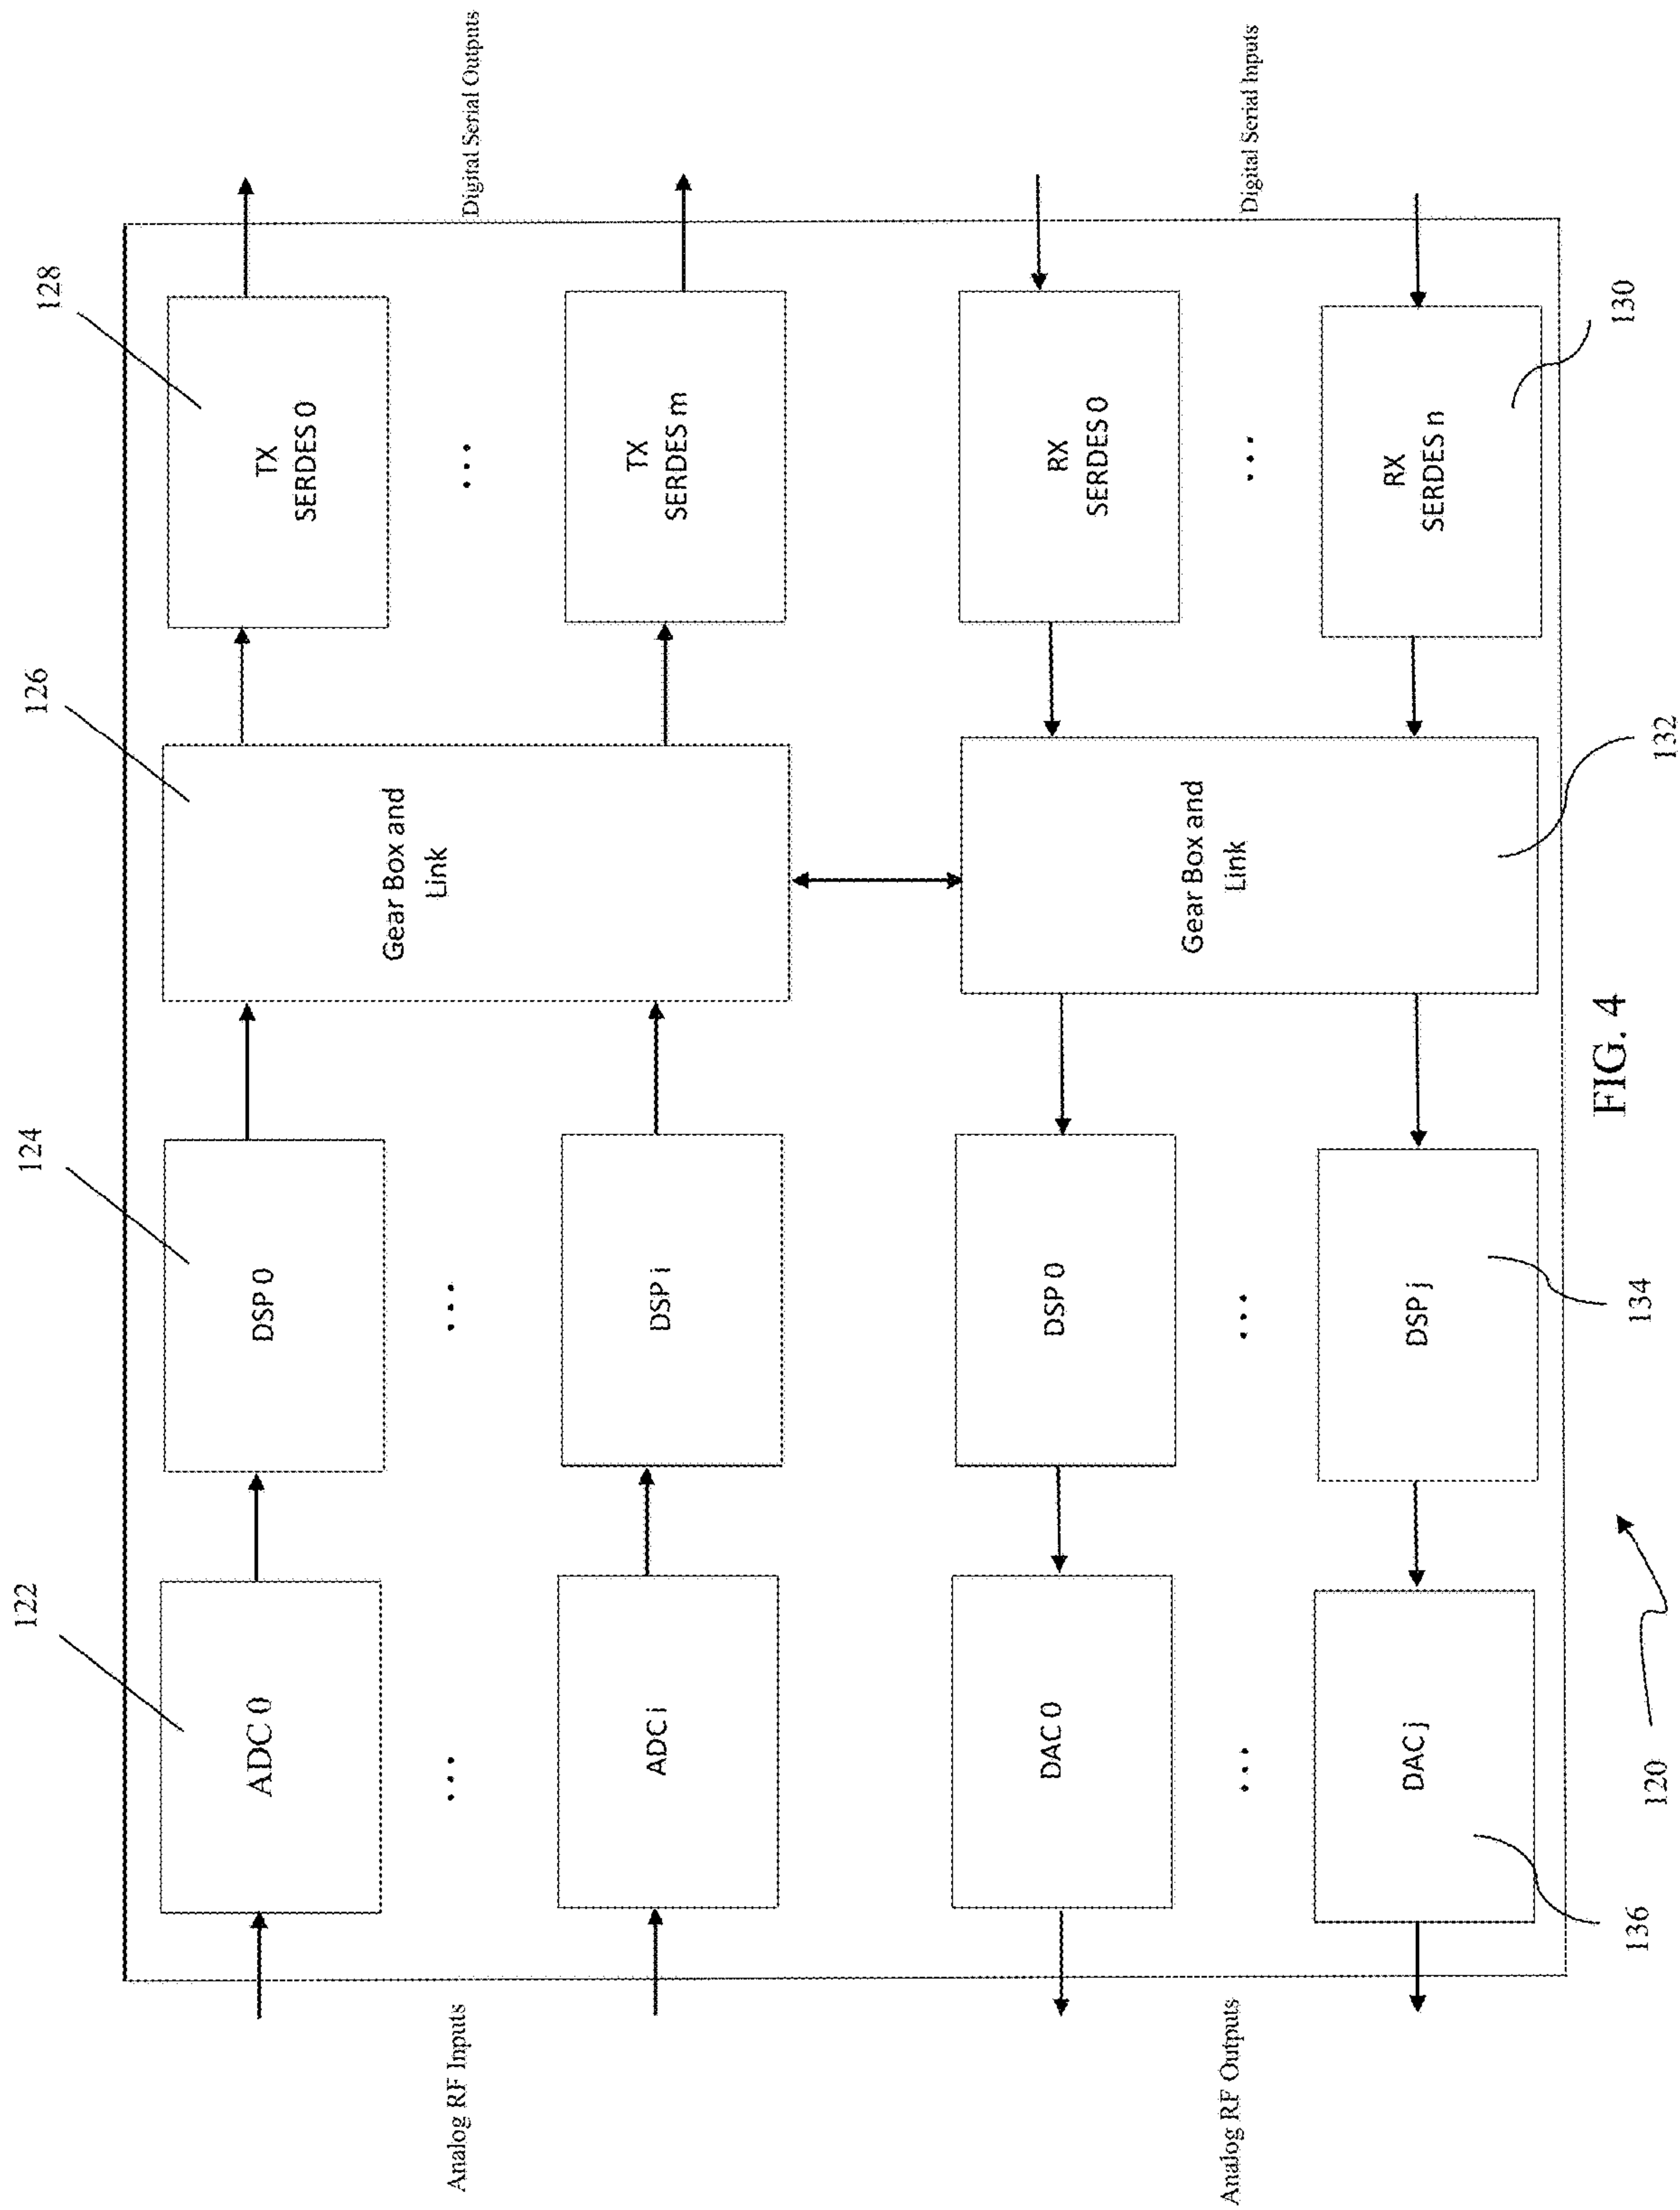 122
124
126
128
Analog RF Inputs
ADC 0
DSP 0
Gear Box and
Link
TX
SERDES 0
Digital Serial Outputs
...
...
...
ADC i
DSP i
TX
SERDES m
Analog RF Outputs
DAC 0
DSP 0
Gear Box and
Link
RX
SERDES 0
Digital Serial Inputs
...
...
...
DAC j
DSP j
RX
SERDES n
136
134
132
130
120
FIG. 4